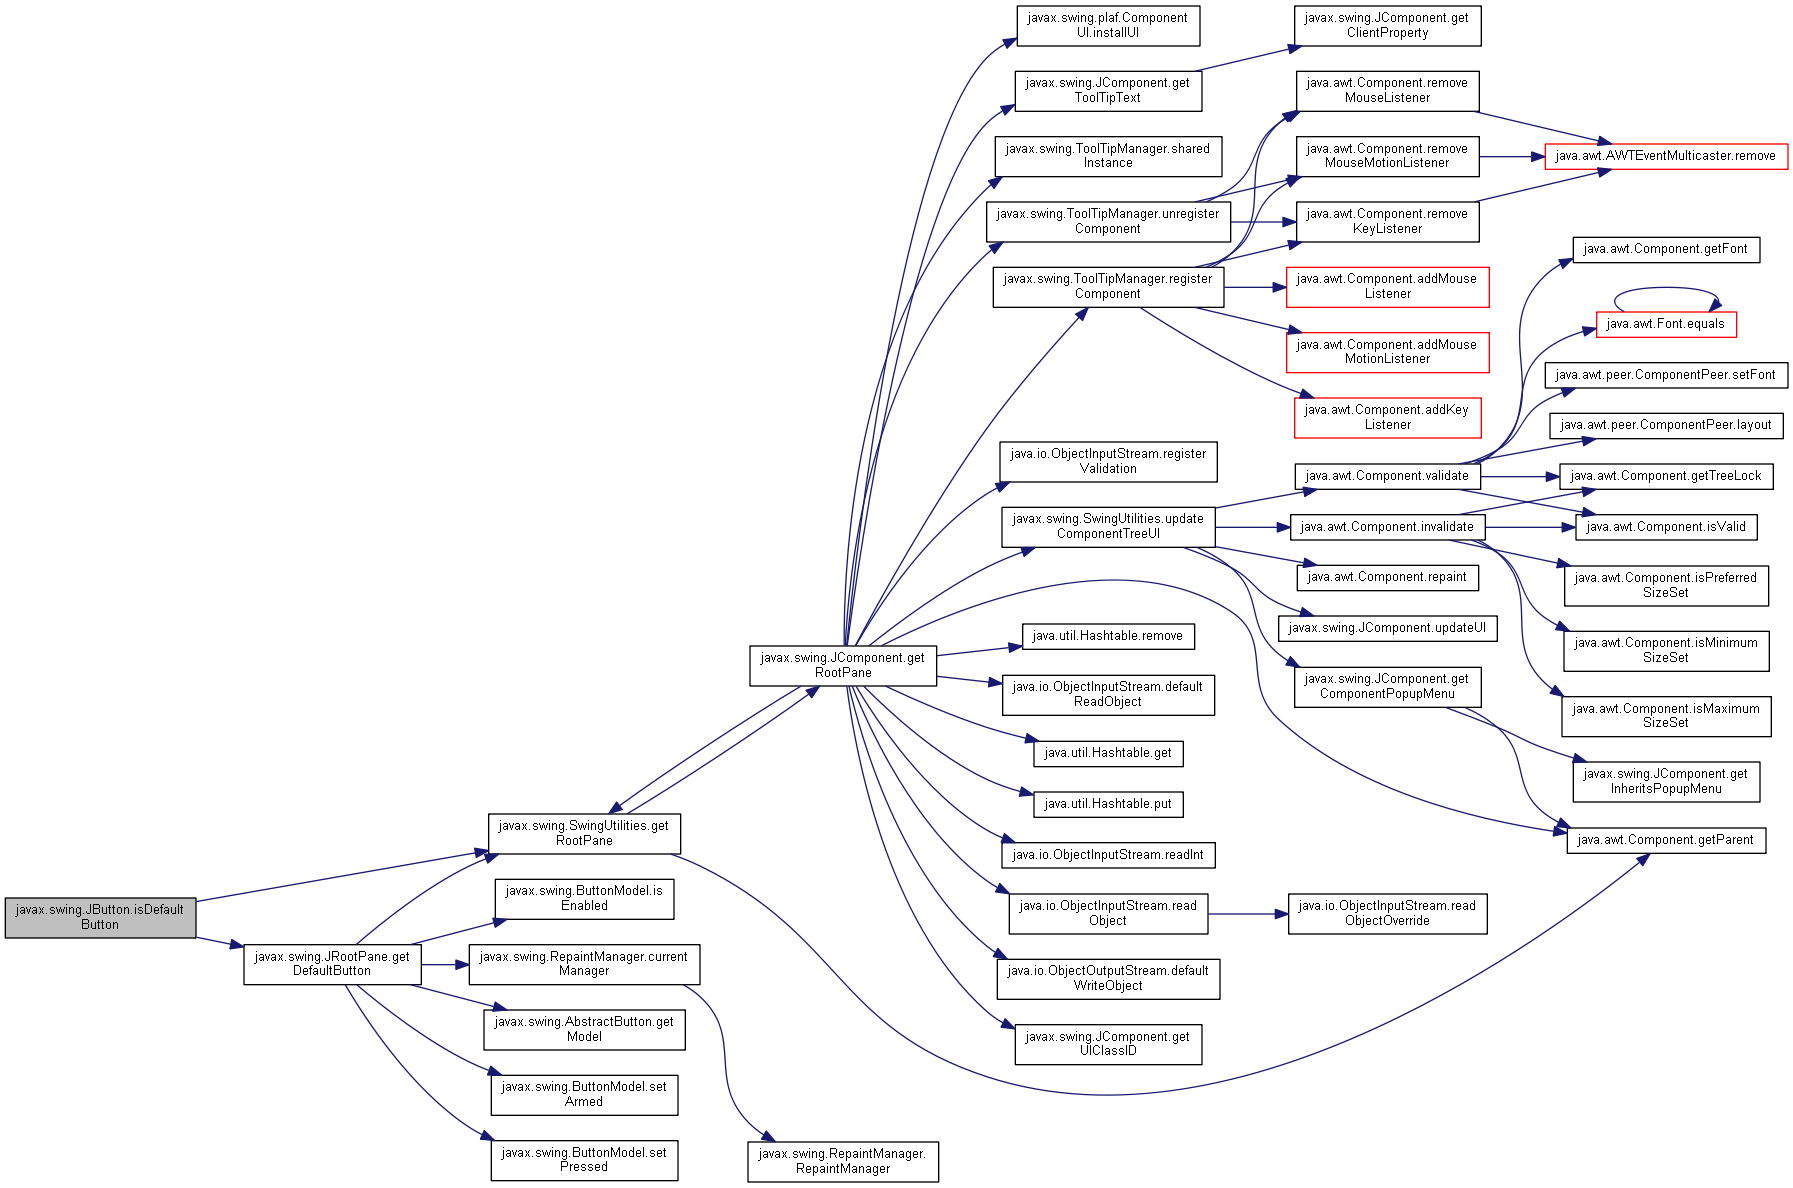 javax.swing.JButton.isDefault
Button
javax.swing.SwingUtilities.get
RootPane
javax.swing.JRootPane.get
DefaultButton
javax.swing.ButtonModel.is
Enabled
javax.swing.RepaintManager.current
Manager
javax.swing.AbstractButton.get
Model
javax.swing.ButtonModel.set
Armed
javax.swing.ButtonModel.set
Pressed
javax.swing.JComponent.get
RootPane
javax.swing.RepaintManager.
RepaintManager
javax.swing.plaf.Component
UI.installUI
javax.swing.JComponent.get
ToolTipText
javax.swing.ToolTipManager.shared
Instance
javax.swing.ToolTipManager.unregister
Component
javax.swing.ToolTipManager.register
Component
java.io.ObjectInputStream.register
Validation
javax.swing.SwingUtilities.update
ComponentTreeUI
java.util.Hashtable.remove
java.io.ObjectInputStream.default
ReadObject
java.util.Hashtable.get
java.util.Hashtable.put
java.io.ObjectInputStream.readInt
java.io.ObjectInputStream.read
Object
java.io.ObjectOutputStream.default
WriteObject
javax.swing.JComponent.get
UIClassID
javax.swing.JComponent.get
ClientProperty
java.awt.Component.remove
MouseListener
java.awt.Component.remove
MouseMotionListener
java.awt.Component.remove
KeyListener
java.awt.Component.addMouse
Listener
java.awt.Component.addMouse
MotionListener
java.awt.Component.addKey
Listener
java.awt.Component.validate
java.awt.Component.invalidate
java.awt.Component.repaint
javax.swing.JComponent.updateUI
javax.swing.JComponent.get
ComponentPopupMenu
java.io.ObjectInputStream.read
ObjectOverride
java.awt.AWTEventMulticaster.remove
java.awt.Component.getFont
java.awt.Font.equals
java.awt.peer.ComponentPeer.setFont
java.awt.peer.ComponentPeer.layout
java.awt.Component.getTreeLock
java.awt.Component.isValid
java.awt.Component.isPreferred
SizeSet
java.awt.Component.isMinimum
SizeSet
java.awt.Component.isMaximum
SizeSet
javax.swing.JComponent.get
InheritsPopupMenu
java.awt.Component.getParent